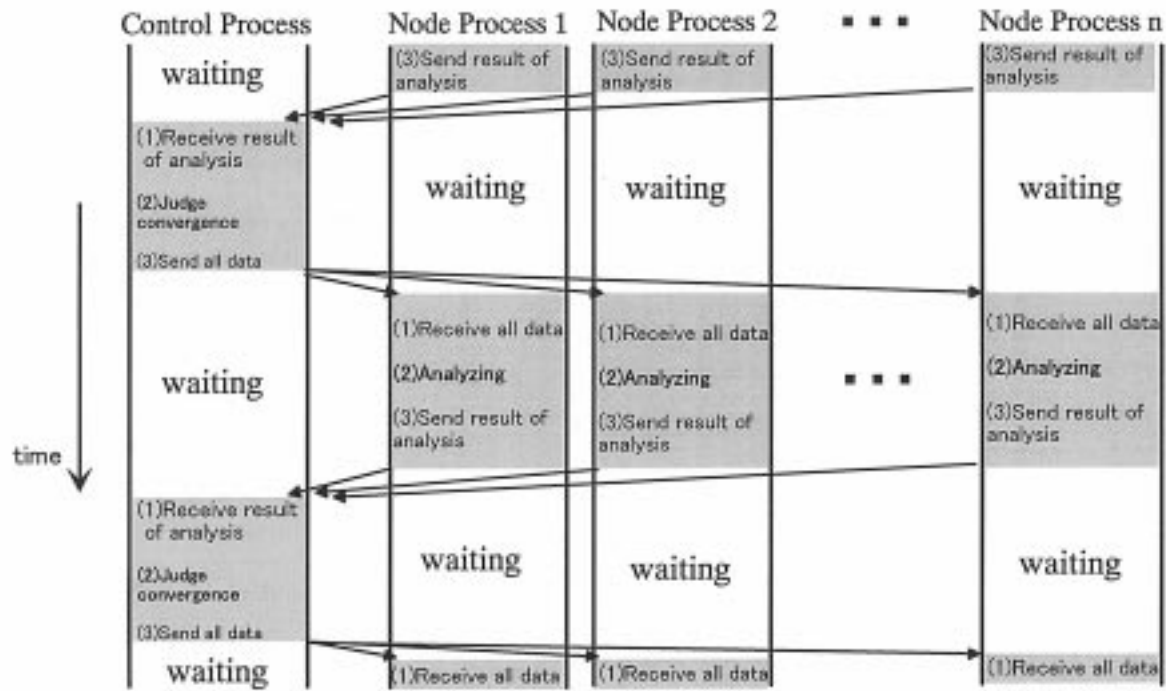 Control Process
Node Process 1
Node Process 2
Node Process n
waiting
(3)Send result of
analysis
(3)Send result of
analysis
(3)Send result of
analysis
(1)Receive result
of analysis
(2)Judge
convergence
(3)Send all data
waiting
waiting
waiting
time
waiting
(1)Receive all data
(2)Analyzing
(3)Send result of
analysis
(1)Receive all data
(2)Analyzing
(3)Send result of
analysis
(1)Receive all data
(2)Analyzing
(3)Send result of
analysis
(1)Receive result
of analysis
(2)Judge
convergence
(3)Send all data
waiting
waiting
waiting
waiting
(1)Receive all data
(1)Receive all data
(1)Receive all data